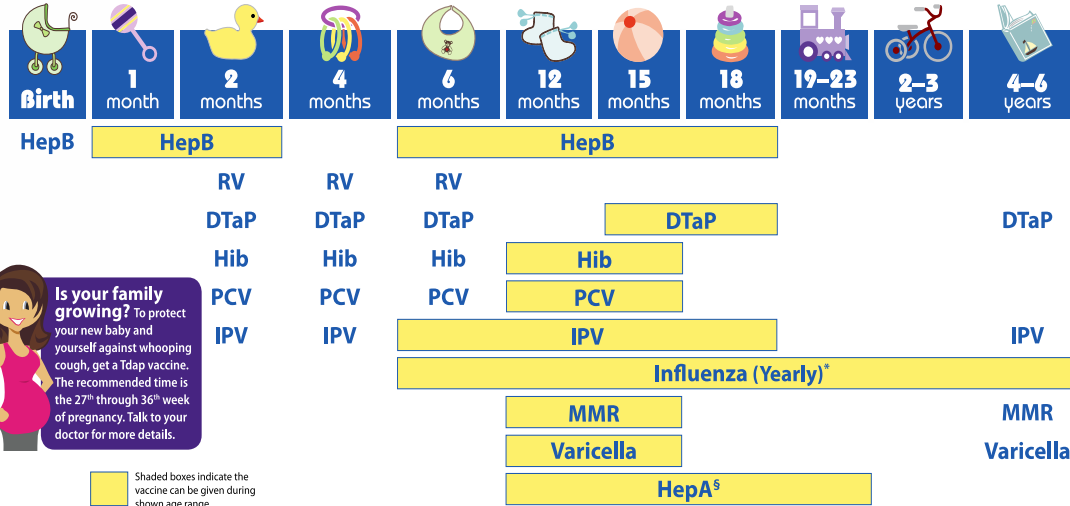 Birth
1 month
2 months
4 months
6 months
12 months
15 months
18 months
19–23 months
2–3 years
4–6 years
HepB HepB HepB
RV RV RV
DTaP DTaP DTaP DTaP DTaP
Hib Hib Hib Hib
PCV PCV PCV PCV
IPV IPV IPV IPV
Influenza (Yearly)*
MMR MMR
Varicella Varicella
HepA§
Is your family
growing? To protect
your new baby and
yourself against whooping
cough, get a Tdap vaccine.
The recommended time is
the 27th through 36th week
of pregnancy. Talk to your
doctor for more details.
Shaded boxes indicate the
vaccine can be given during
shown age range